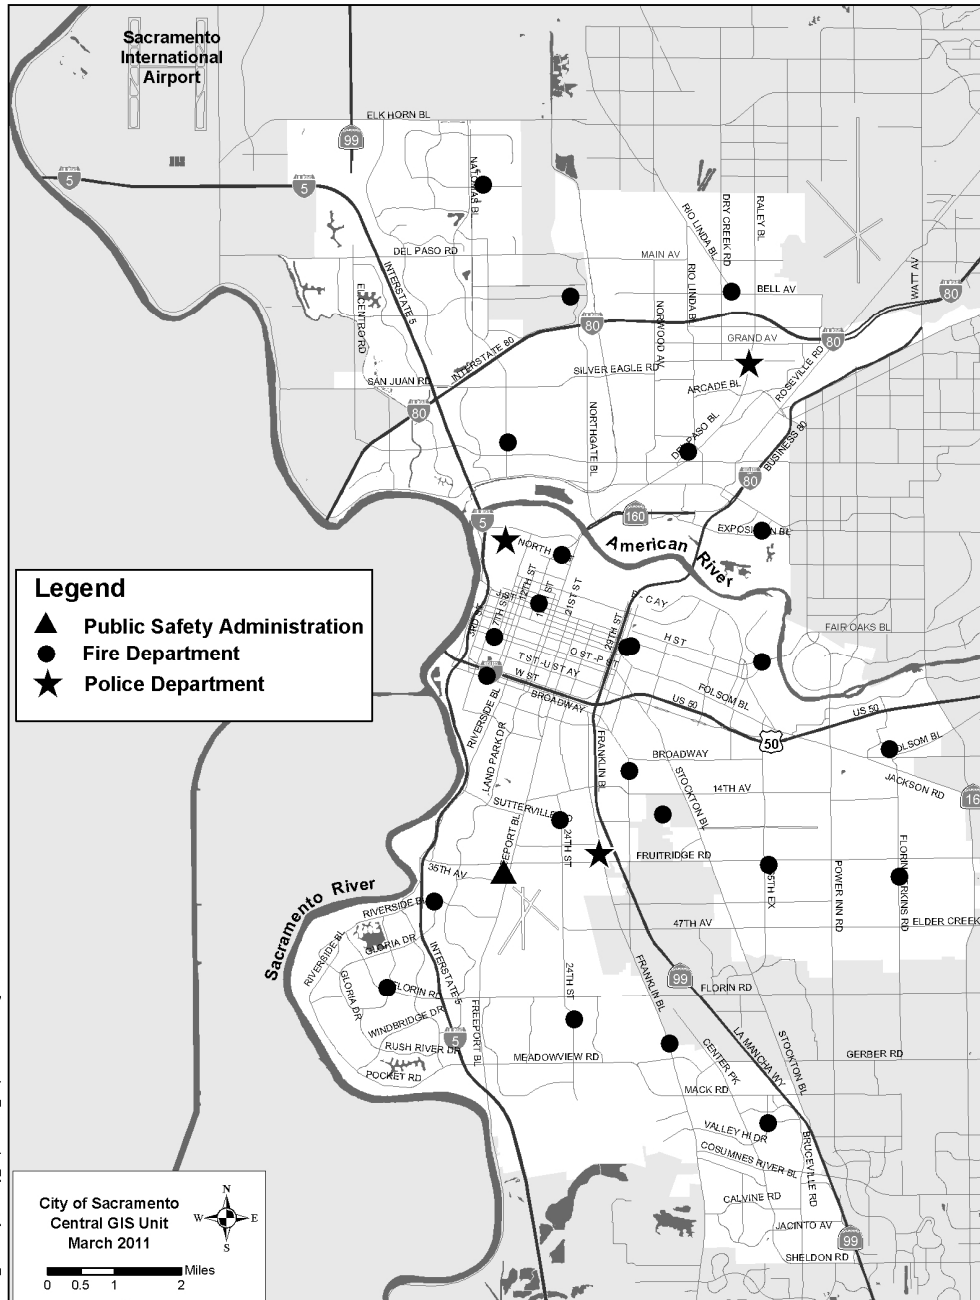 Sacramento
International
Airport
ELK HORN BL
99
5
5
NATOMAS BL
DEL PASO RD
INTERSTATE 5
EL CENTRO RD
RIO LINDA BL
DRY CREEK RD
RALEY BL
MAIN AV
RIO LINDA BL
BELL AV
WATT AV
80
80
80
NORWOOD AV
GRAND AV
INTERSTATE 80
SILVER EAGLE RD
SAN JUAN RD
ARCADE BL
ROSEVILLE RD
80
NORTHGATE BL
DEL PASO BL
BUSINESS 80
80
5
160
EXPOSITION BL
NORTH
American River
12TH ST
ST
21ST ST
7TH ST
3RD ST
29TH ST
C AY
H ST
FAIR OAKS BL
O ST-P
ST
T ST-U ST AY
W ST
BROADWAY
FOLSOM BL
US 50
US 50
50
RIVERSIDE BL
LAND PARK DR
FRANKLIN BL
BROADWAY
OLSOM BL
JACKSON RD
16
STOCKTON BL
14TH AV
SUTTERVILLE RD
24TH ST
EEPORT BL
FRUITRIDGE RD
35TH AV
65TH EX
POWER INN RD
FLORIN PERKINS RD
ELDER CREEK
47TH AV
Sacramento River
RIVERSIDE BL
RIVERSIDE BL
GLORIA DR
GLORIA DR
INTERSTATE 5
FLORIN RD
24TH ST
FRANKLIN BL
99
FLORIN RD
WINDBRIDGE DR
RUSH RIVER DR
POCKET RD
5
FREEPORT BL
MEADOWVIEW RD
CENTER PK
LA MANCHA WY
STOCKTON BL
GERBER RD
MACK RD
VALLEY HI DR
COSUMNES RIVER BL
BRUCEVILLE RD
CALVINE RD
JACINTO AV
SHELDON RD
99
Legend
Public Safety Administration
Fire Department
Police Department
City of Sacramento
Central GIS Unit
March 2011
N
W
E
S
Miles
0 0.5 1 2